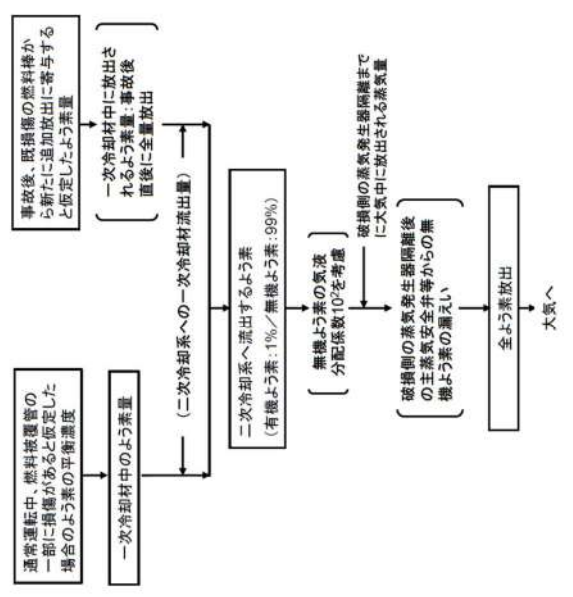 通常運転中、燃料被覆管の
一部に損傷があると仮定した
場合のよう素の平衡濃度
一次冷却材中のよう素量
事故後、既損傷の燃料棒か
ら新たに追加放出に寄与する
と仮定したよう素量
一次冷却材中に放出さ
れるよう素量:事故後
直後に全量放出
(二次冷却系への一次冷却材流出量)
二次冷却系へ流出するよう素
(有機よう素:1%/無機よう素:99%)
無機よう素の気液
分配係数10²を考慮
破損側の蒸気発生器隔離まで
に大気中に放出される蒸気量
破損側の蒸気発生器隔離後
の主蒸気安全弁等からの無
機よう素の漏えい
全よう素放出
大気へ